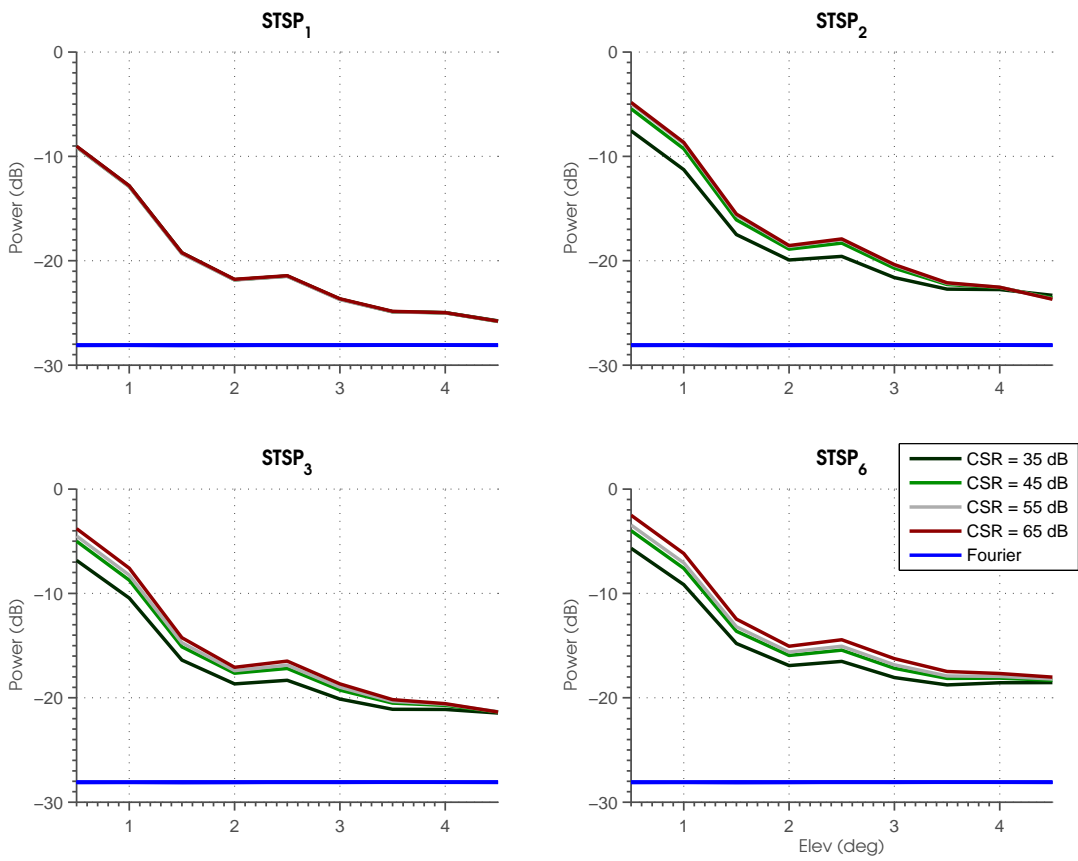 STSP1
STSP2
0
−10
−20
−30
Power (dB)
1 2 3 4
0
−10
−20
−30
Power (dB)
1 2 3 4
STSP3
STSP6
0
−10
−20
−30
Power (dB)
1 2 3 4
0
−10
−20
−30
Power (dB)
1 2 3 4
Elev (deg)
CSR = 35 dB
CSR = 45 dB
CSR = 55 dB
CSR = 65 dB
Fourier